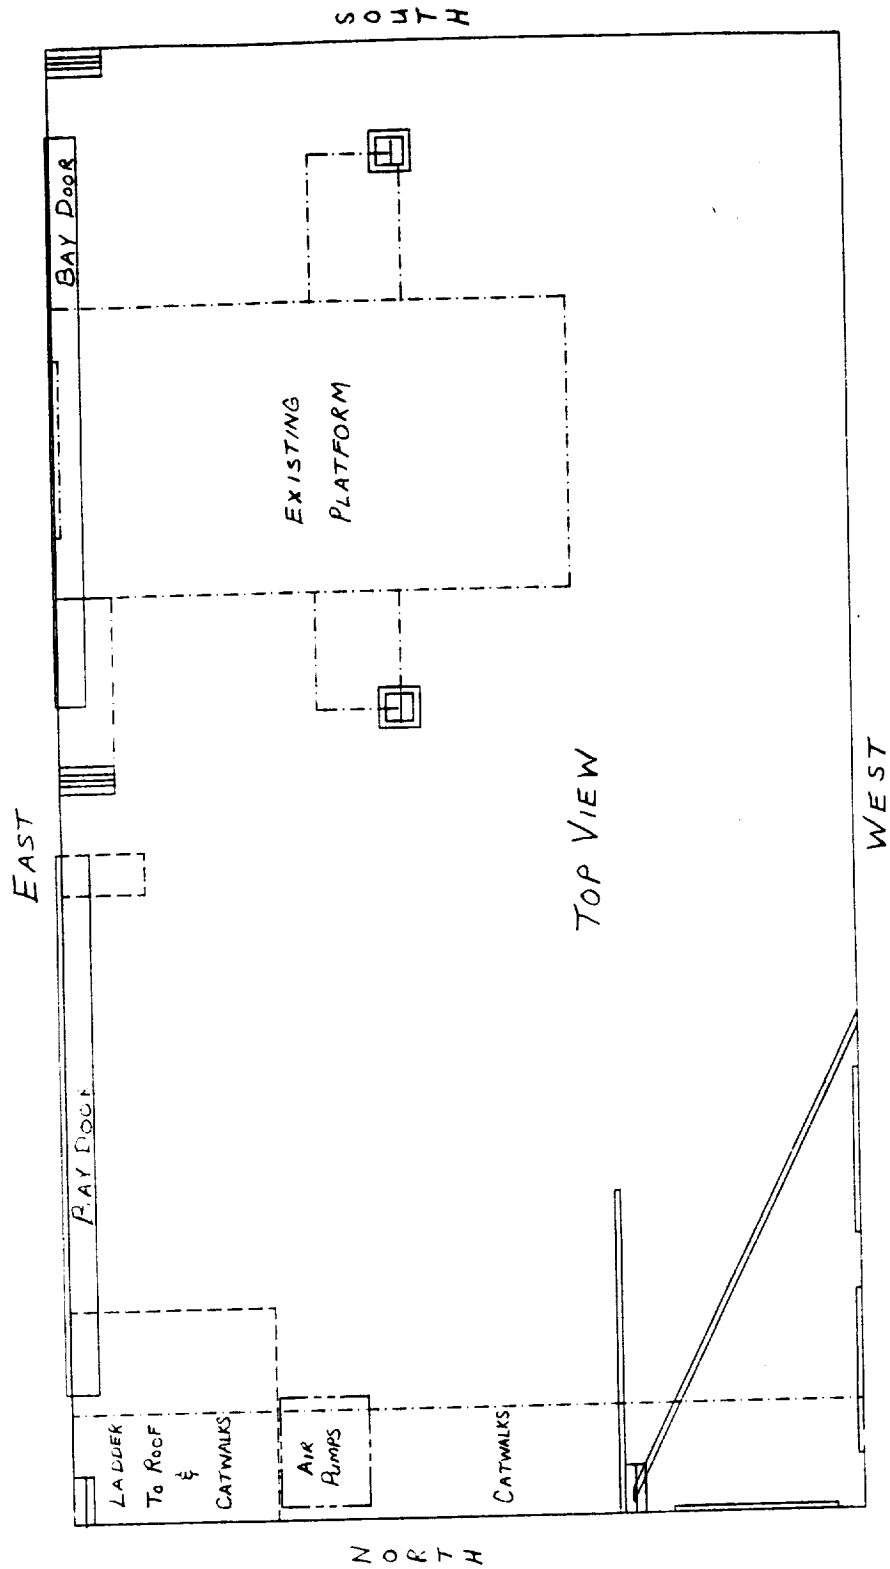 SOUTH
BAY DOOR
EXISTING
PLATFORM
EAST
TOP VIEW
WEST
BAY DOOR
LADDER
TO ROOF
&
CATWALKS
AIR
PUMPS
CATWALKS
NORTH